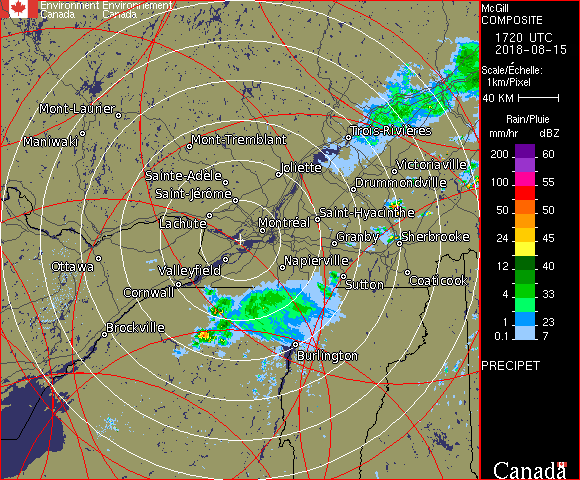 Environment Environnement
Canada Canada
McGill
COMPOSITE
1720 UTC
2018-08-15
Scale/Échelle:
1km/Pixel
40 KM
Rain/Pluie
mm/hr dBZ
200 60
100 55
50 50
24 45
12 40
4 33
2 30
1 23
0.1 7
PRECIPET
Canada
Mont-Laurier
Maniwaki
Mont-Tremblant
Trois-Rivières
Joliette
Victoriaville
Sainte-Adèle
Drummondville
Saint-Jérôme
Saint-Hyacinthe
Lachute
Montréal
Granby
Sherbrooke
Ottawa
Valleyfield
Napierville
Sutton
Coaticook
Cornwall
Brockville
Burlington